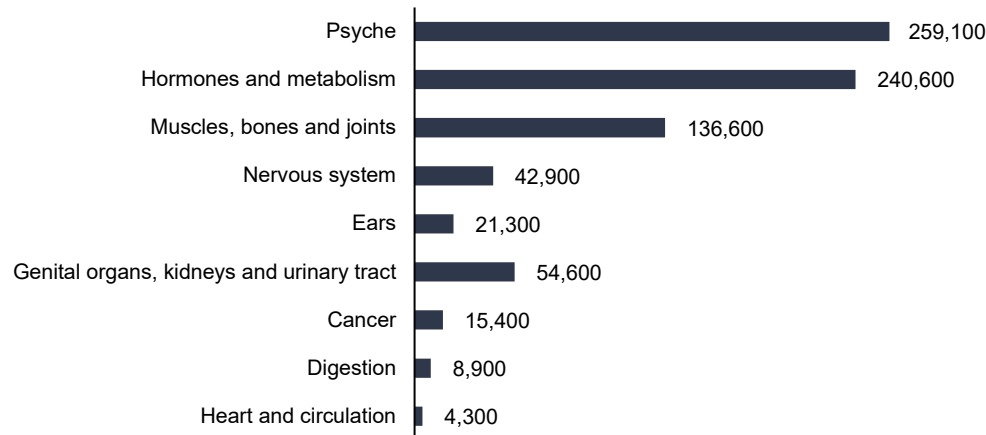 Psyche 259,100
Hormones and metabolism 240,600
Muscles, bones and joints 136,600
Nervous system 42,900
Ears 21,300
Genital organs, kidneys and urinary tract 54,600
Cancer 15,400
Digestion 8,900
Heart and circulation 4,300